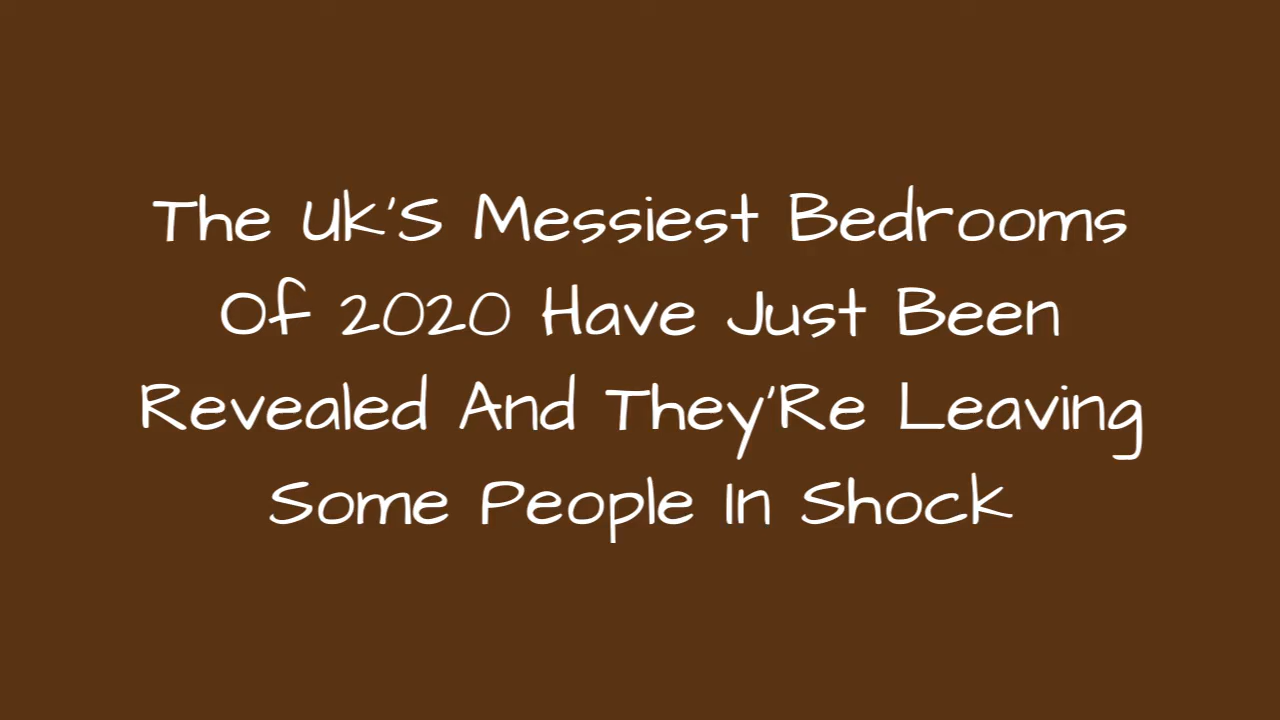 The Uk'S Messiest Bedrooms
Of 2020 Have Just Been
Revealed And They'Re Leaving
Some People In Shock